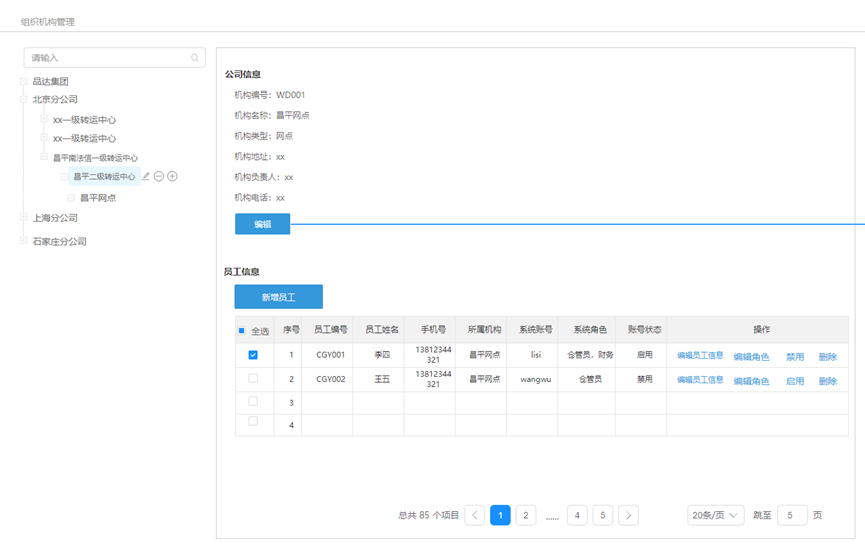 组织机构管理
请输入
品达集团
北京分公司
xx一级转运中心
xx一级转运中心
昌平南法信一级转运中心
昌平二级转运中心
昌平网点
上海分公司
石家庄分公司
公司信息
机构编号：WD001
机构名称：昌平网点
机构类型：网点
机构地址：xx
机构负责人：xx
机构电话：xx
编辑
员工信息
新增员工
全选 序号 员工编号 员工姓名 手机号 所属机构 系统账号 系统角色 账号状态 操作
1 CGY001 李四 13812344321 昌平网点 lisi 仓管员，财务 启用 编辑员工信息 编辑角色 禁用 删除
2 CGY002 王五 13812344321 昌平网点 wangwu 仓管员 禁用 编辑员工信息 编辑角色 启用 删除
3
4
总共 85 个项目 < 1 2 ...... 4 5 > 20条/页 跳至 5 页